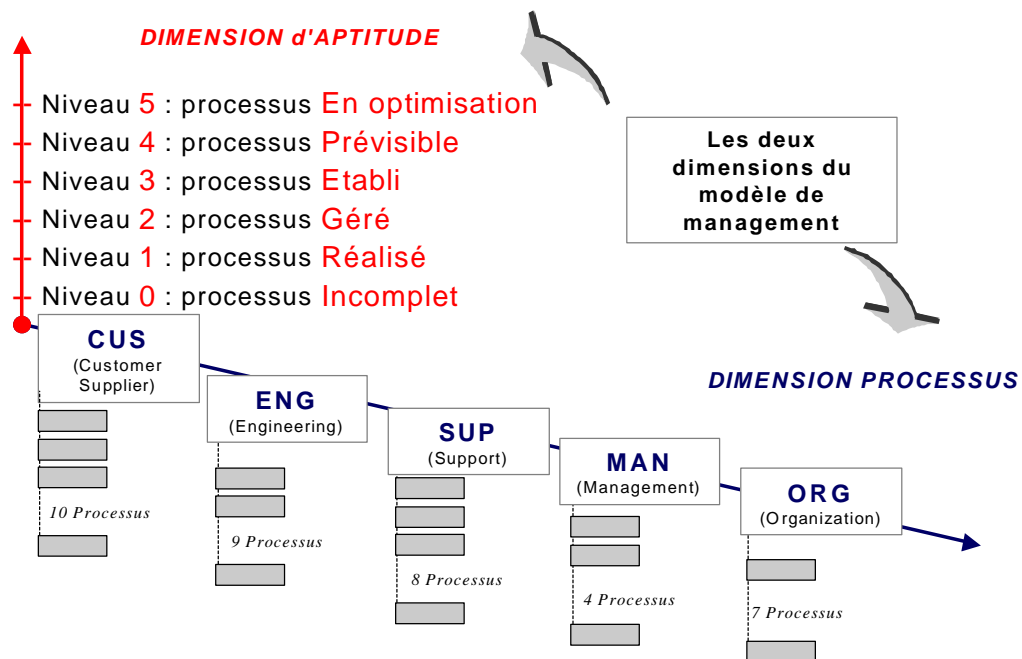 DIMENSION d'APTITUDE
Niveau 5 : processus En optimisation
Niveau 4 : processus Prévisible
Niveau 3 : processus Etabli
Niveau 2 : processus Géré
Niveau 1 : processus Réalisé
Niveau 0 : processus Incomplet
Les deux
dimensions du
modèle de
management
DIMENSION PROCESSUS
CUS
(Customer
Supplier)
10 Processus
ENG
(Engineering)
9 Processus
SUP
(Support)
8 Processus
MAN
(Management)
4 Processus
ORG
(Organization)
7 Processus